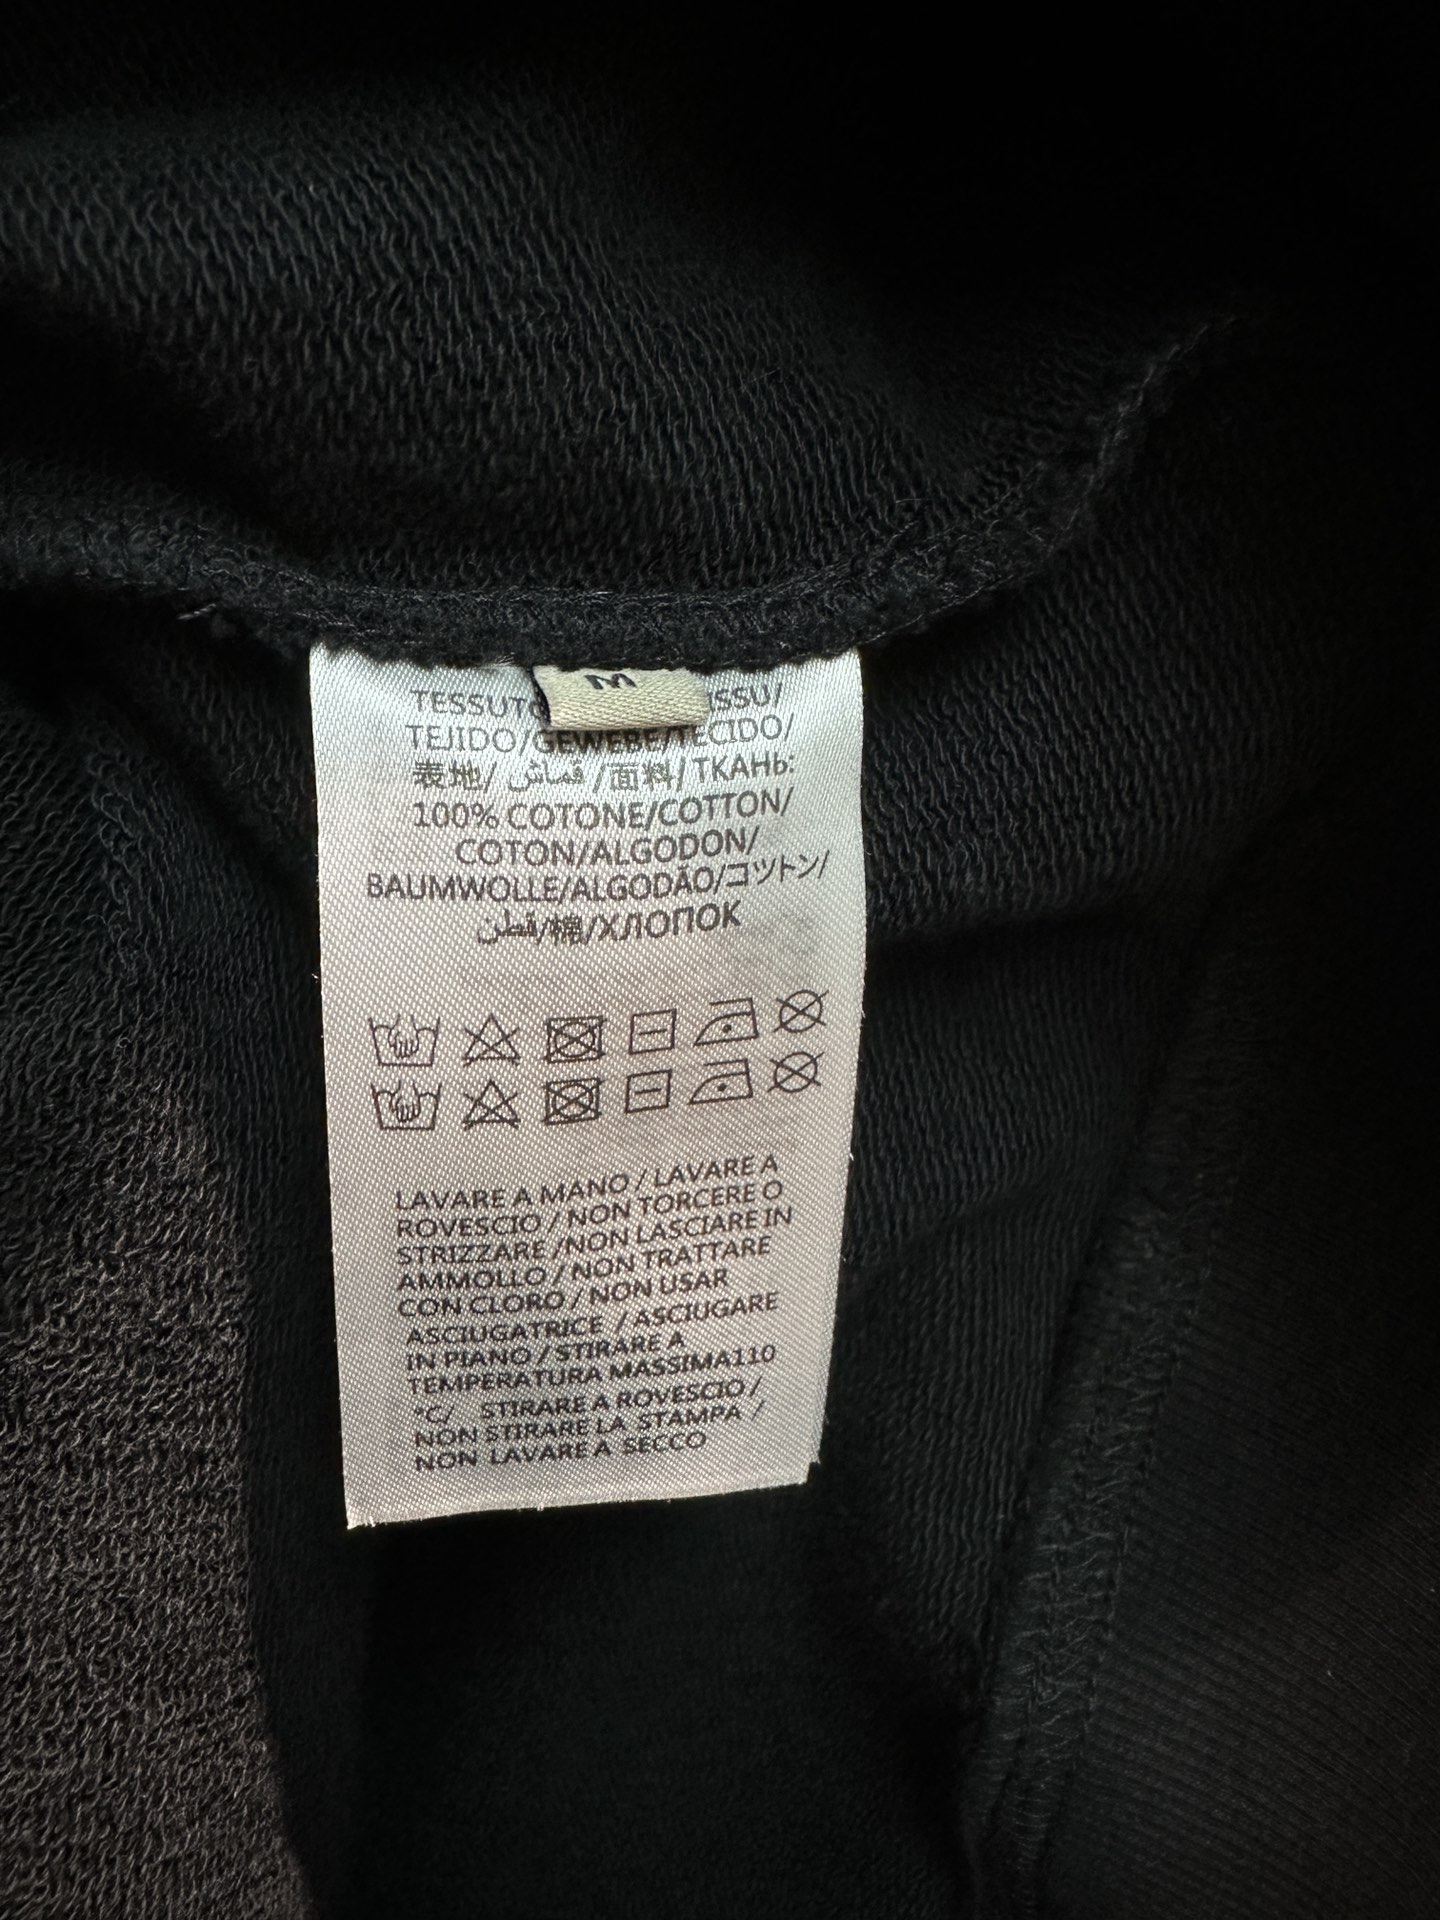 M
TESSUTO ISSU/
TEJIDO/GEWEBE/TECIDO/
表地/ قماش /面料/ТКАНЬ:
100% COTONE/COTTON/
COTON/ALGODON/
BAUMWOLLE/ALGODÃO/コットン/
قطن/棉/ХЛОПОК
LAVARE A MANO / LAVARE A
ROVESCIO / NON TORCERE O
STRIZZARE /NON LASCIARE IN
AMMOLLO / NON TRATTARE
CON CLORO / NON USAR
ASCIUGATRICE / ASCIUGARE
IN PIANO / STIRARE A
TEMPERATURA MASSIMA110
°C/ STIRARE A ROVESCIO /
NON STIRARE LA STAMPA /
NON LAVARE A SECCO